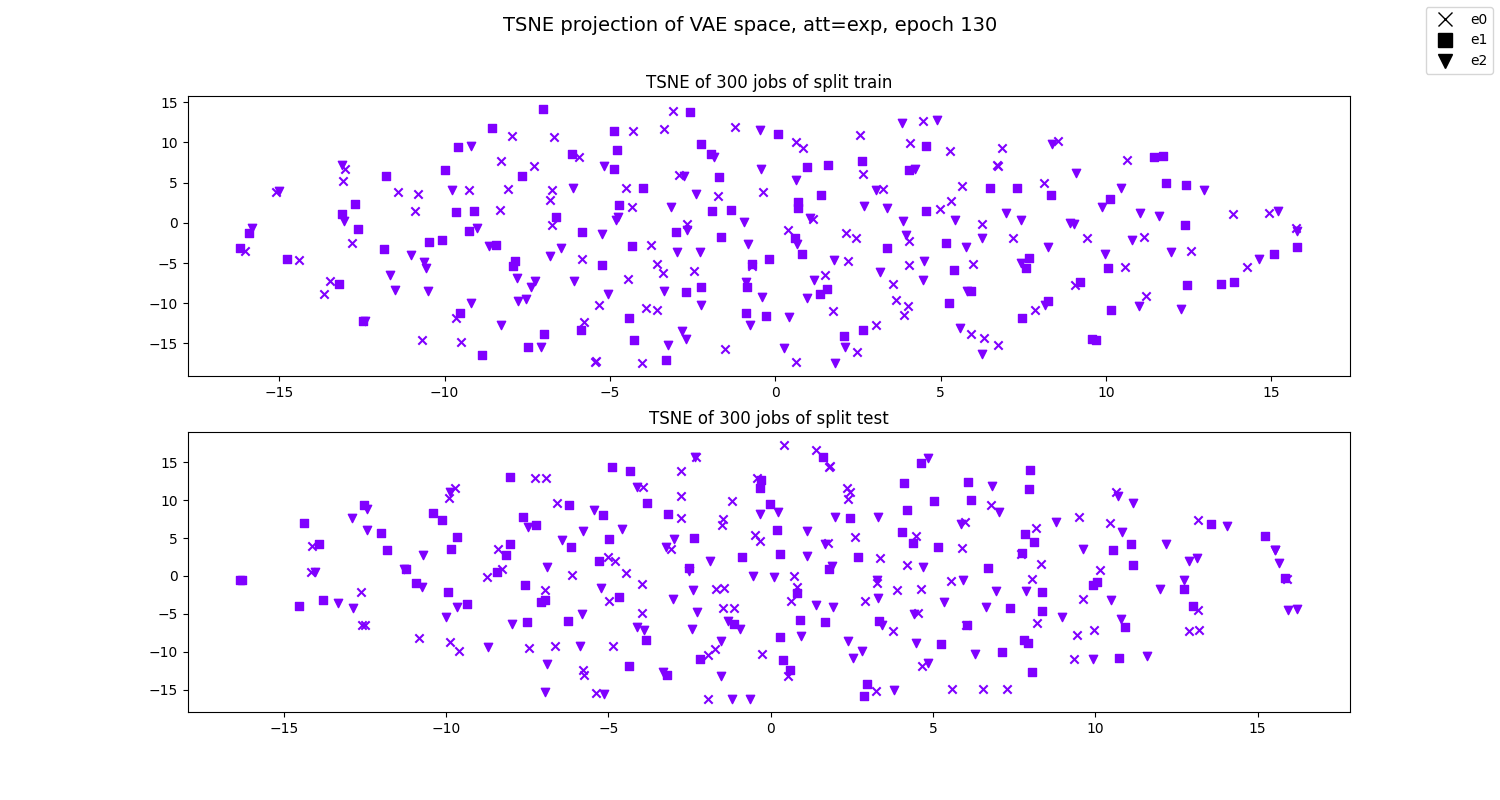 TSNE projection of VAE space, att=exp, epoch 130
e0
e1
e2
TSNE of 300 jobs of split train
15
10
5
0
−5
−10
−15
−15 −10 −5 0 5 10 15
TSNE of 300 jobs of split test
15
10
5
0
−5
−10
−15
−15 −10 −5 0 5 10 15